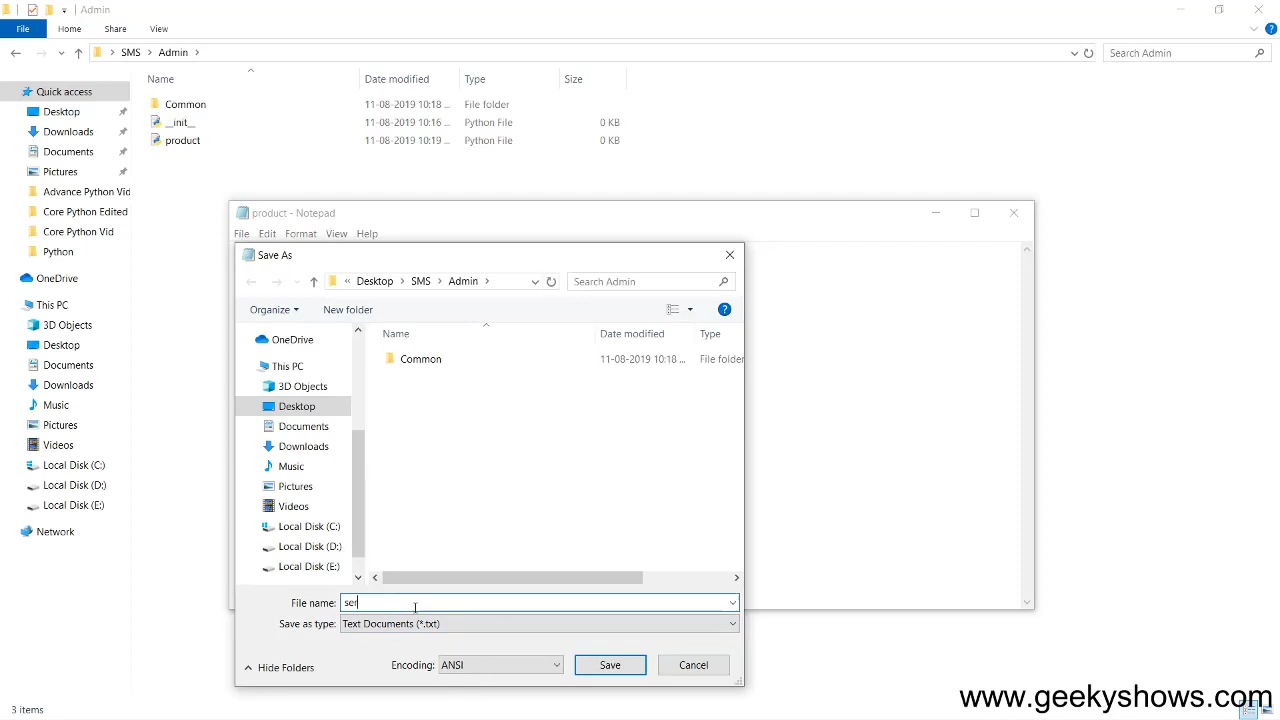 Admin
File Home Share View
SMS Admin
Search Admin
Name Date modified Type Size
Quick access
Desktop
Downloads
Documents
Pictures
Advance Python Vid
Core Python Edited
Core Python Vid
Python
OneDrive
This PC
3D Objects
Desktop
Documents
Downloads
Music
Pictures
Videos
Local Disk (C:)
Local Disk (D:)
Local Disk (E:)
Network
Common 11-08-2019 10:18 ... File folder
__init__ 11-08-2019 10:16 ... Python File 0 KB
product 11-08-2019 10:19 ... Python File 0 KB
product - Notepad
File Edit Format View Help
Save As
« Desktop SMS Admin
Search Admin
Organize New folder
OneDrive
This PC
3D Objects
Desktop
Documents
Downloads
Music
Pictures
Videos
Local Disk (C:)
Local Disk (D:)
Local Disk (E:)
Name Date modified Type
Common 11-08-2019 10:18 ... File folder
File name: ser
Save as type: Text Documents (*.txt)
Hide Folders Encoding: ANSI Save Cancel
www.geekyshows.com
3 items